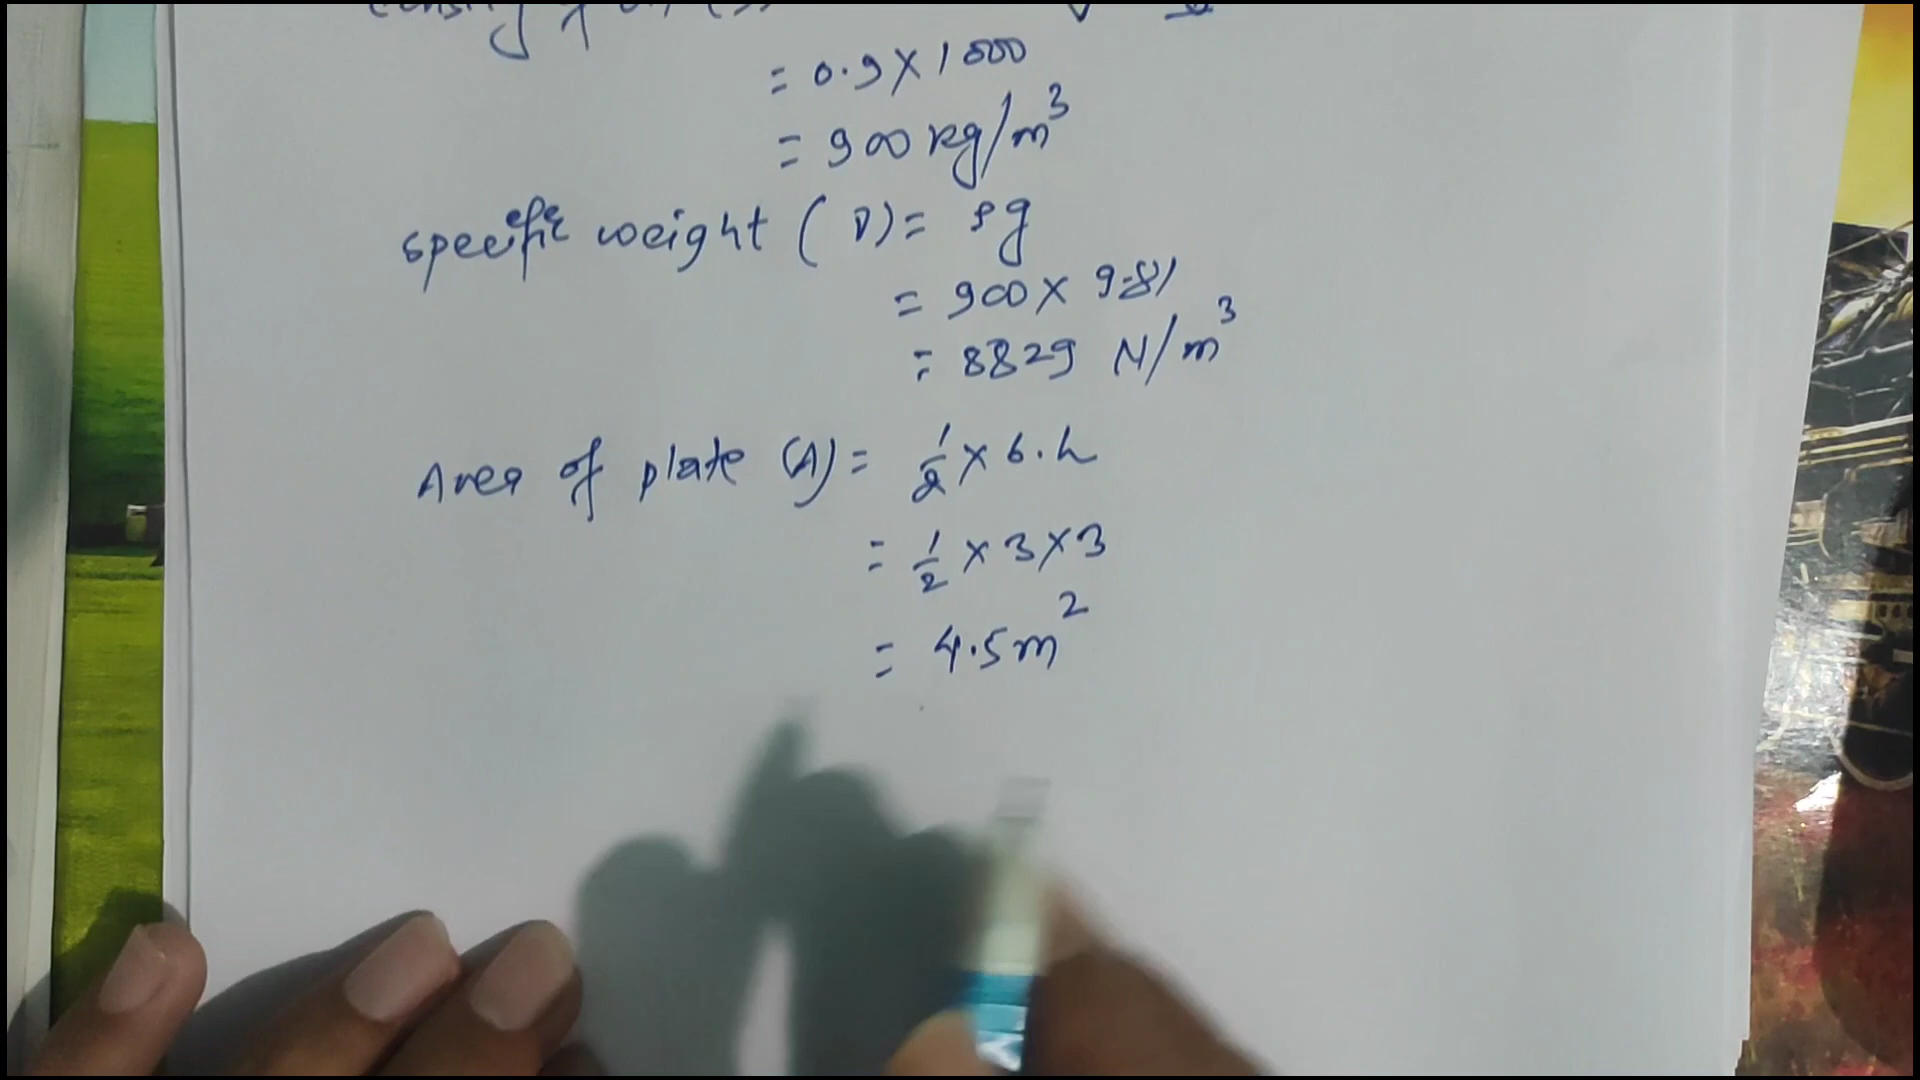 = 0.9 × 1000
= 900 kg/m³
specific weight ( γ) = ρg
= 900 × 9.81
= 8829 N/m³
Area of plate (A) = 1/2 × b.h
= 1/2 × 3 × 3
= 4.5 m²